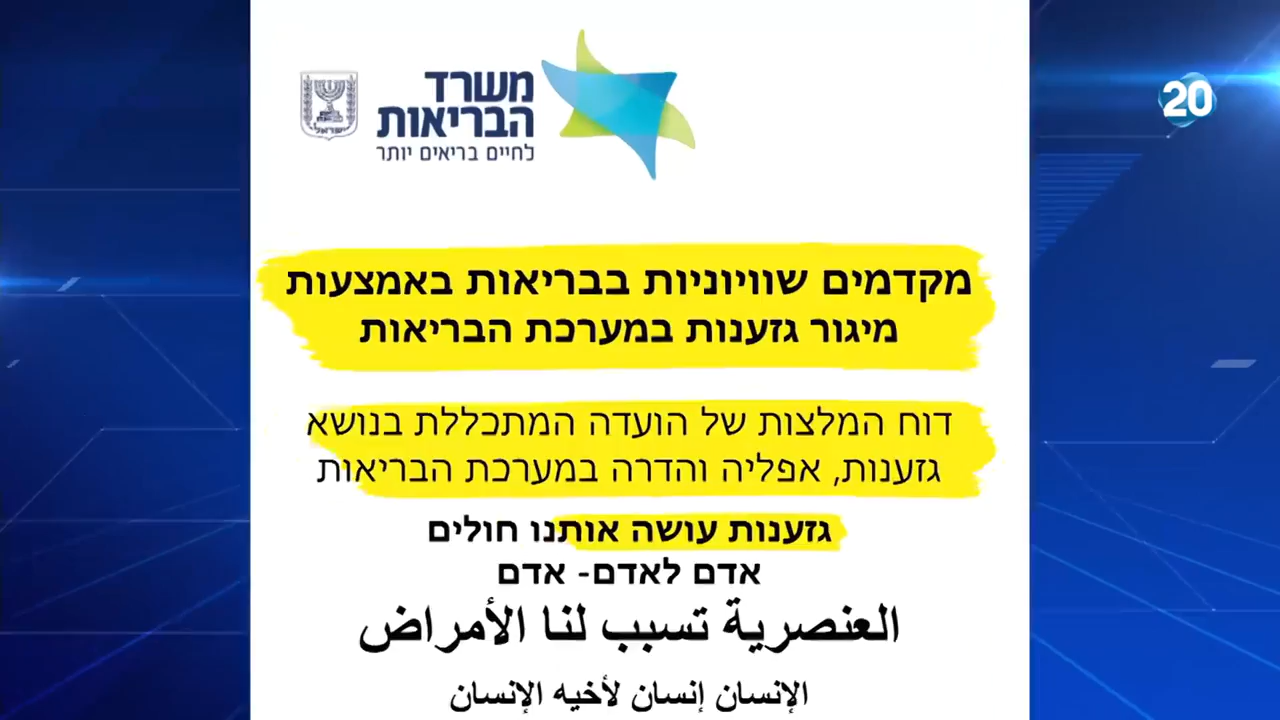 משרד
הבריאות
לחיים בריאים יותר
ישראל
20
מקדמים שוויוניות בבריאות באמצעות
מיגור גזענות במערכת הבריאות
דוח המלצות של הועדה המתכללת בנושא
גזענות, אפליה והדרה במערכת הבריאות
גזענות עושה אותנו חולים
אדם לאדם- אדם
العنصرية تسبب لنا الأمراض
الإنسان إنسان لأخيه الإنسان